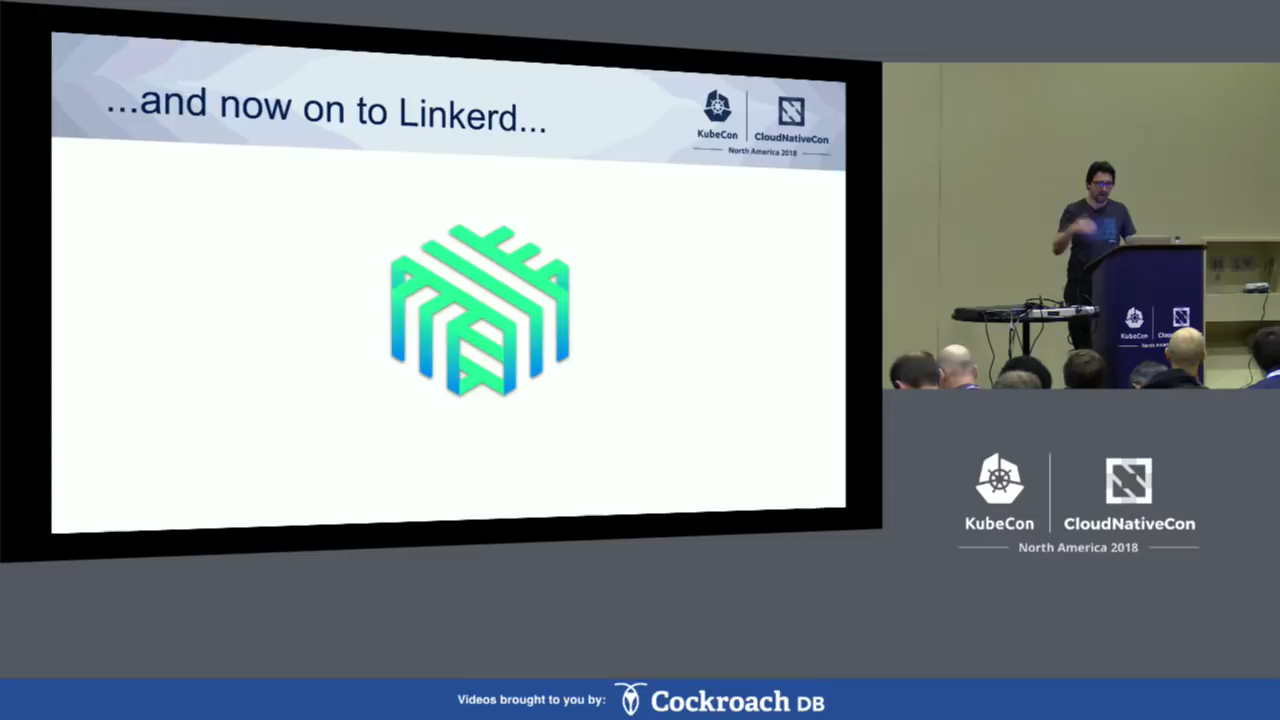 ...and now on to Linkerd...
KubeCon
CloudNativeCon
North America 2018
KubeCon
KubeCon
CloudNativeCon
North America 2018
Videos brought to you by:
Cockroach DB